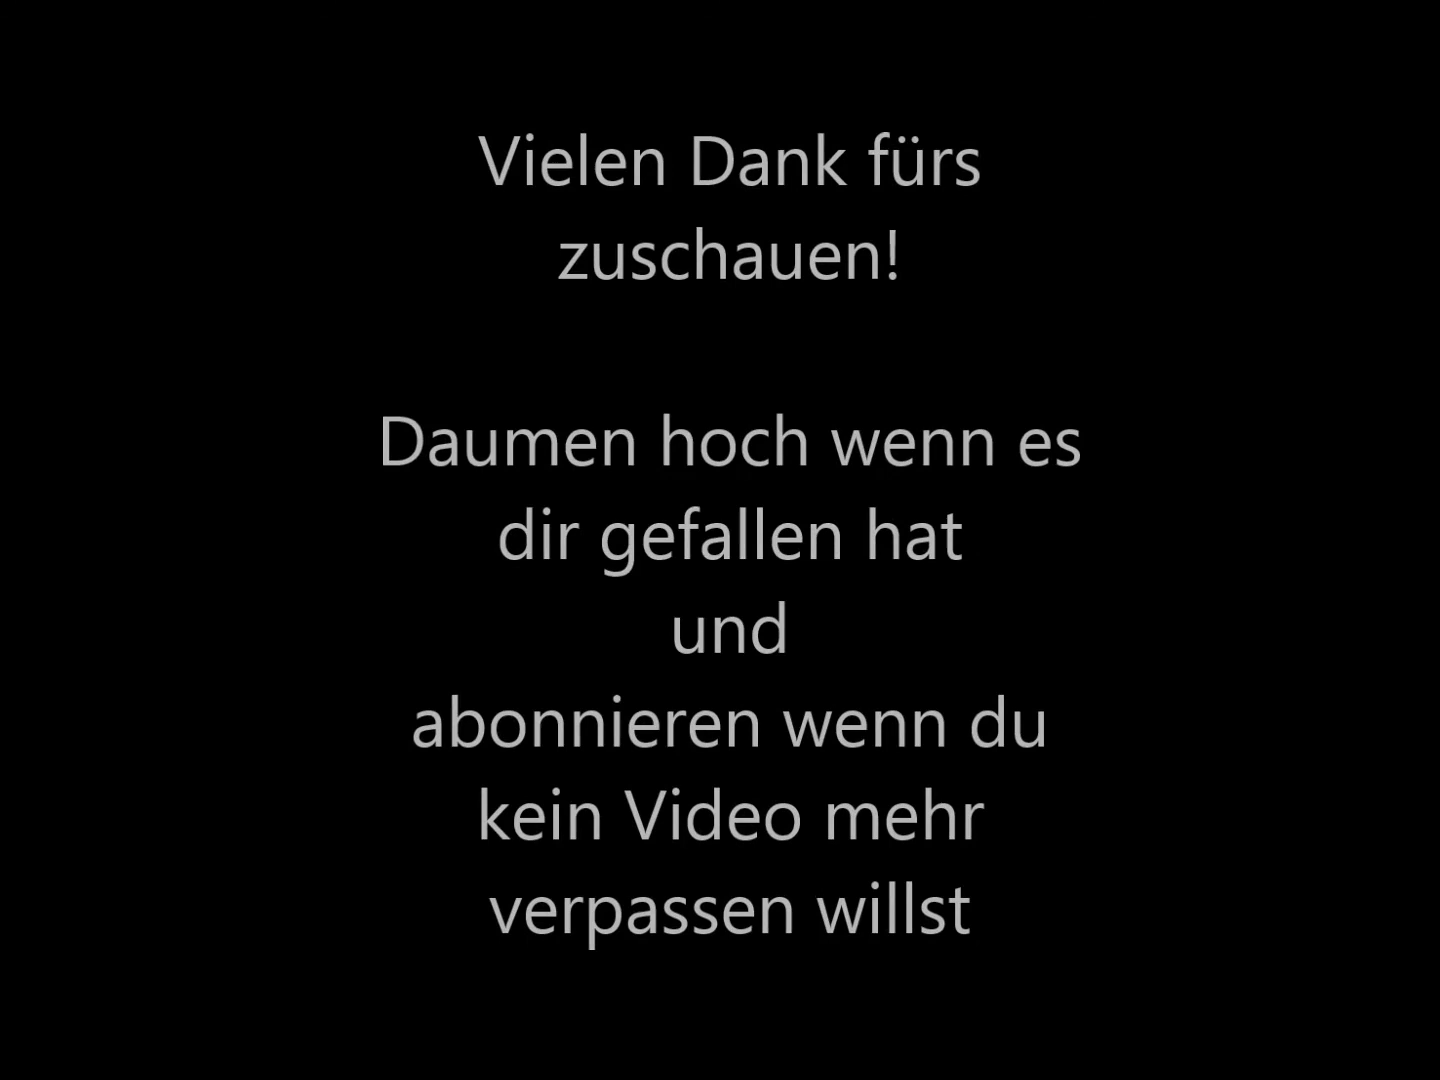 Vielen Dank fürs
zuschauen!
Daumen hoch wenn es
dir gefallen hat
und
abonnieren wenn du
kein Video mehr
verpassen willst